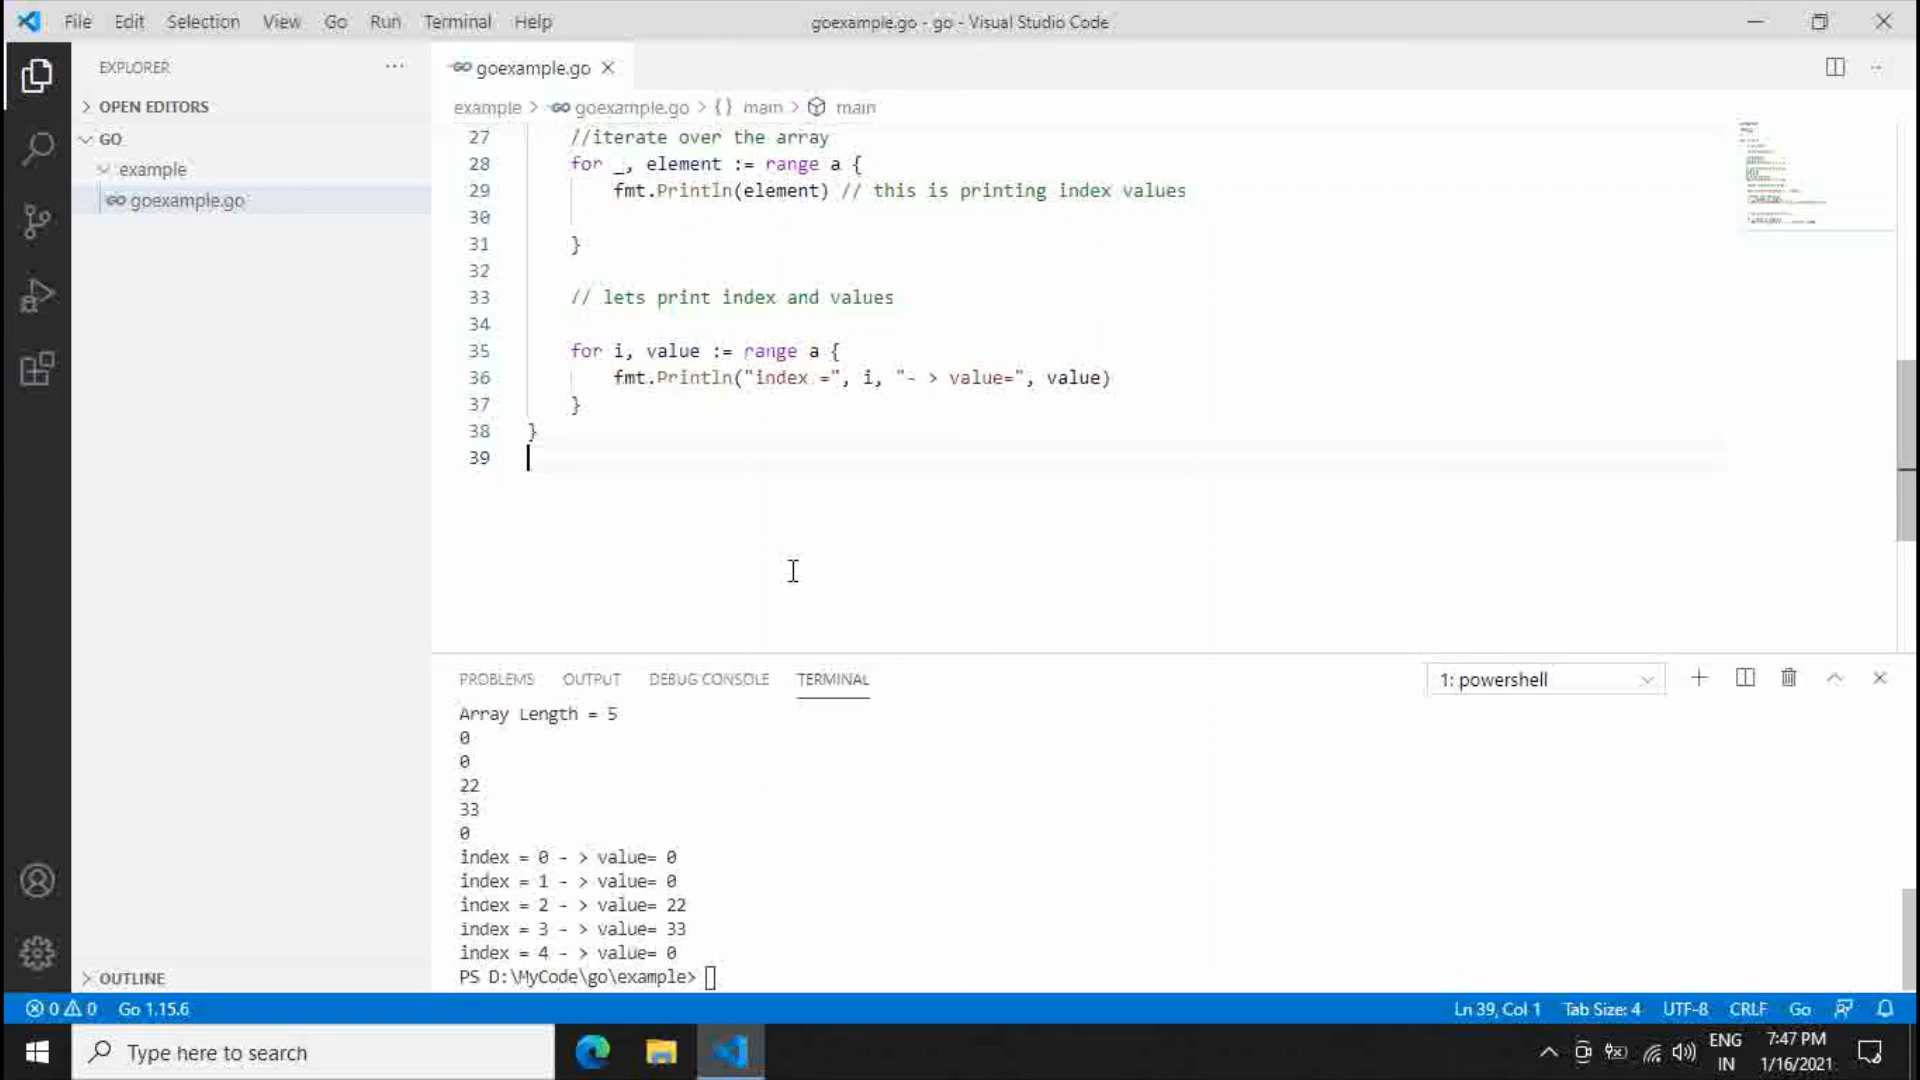 File Edit Selection View Go Run Terminal Help goexample.go - go - Visual Studio Code
EXPLORER
OPEN EDITORS
GO
example
goexample.go
OUTLINE
goexample.go
example > goexample.go > {} main > main
27 //iterate over the array
28 for _, element := range a {
29 fmt.Println(element) // this is printing index values
30
31 }
32
33 // lets print index and values
34
35 for i, value := range a {
36 fmt.Println("index =", i, "- > value=", value)
37 }
38 }
39
PROBLEMS OUTPUT DEBUG CONSOLE TERMINAL 1: powershell
Array Length = 5
0
0
22
33
0
index = 0 - > value= 0
index = 1 - > value= 0
index = 2 - > value= 22
index = 3 - > value= 33
index = 4 - > value= 0
PS D:\MyCode\go\example>
0 0 Go 1.15.6 Ln 39, Col 1 Tab Size: 4 UTF-8 CRLF Go
Type here to search
ENG
IN
7:47 PM
1/16/2021